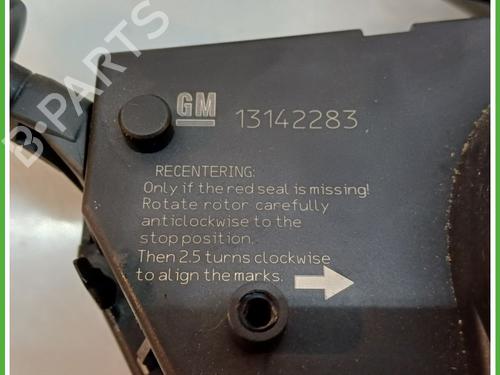 B-PARTS
GM 13142283
RECENTERING:
Only if the red seal is missing!
Rotate rotor carefully
anticlockwise to the
stop position.
Then 2.5 turns clockwise
to align the marks.